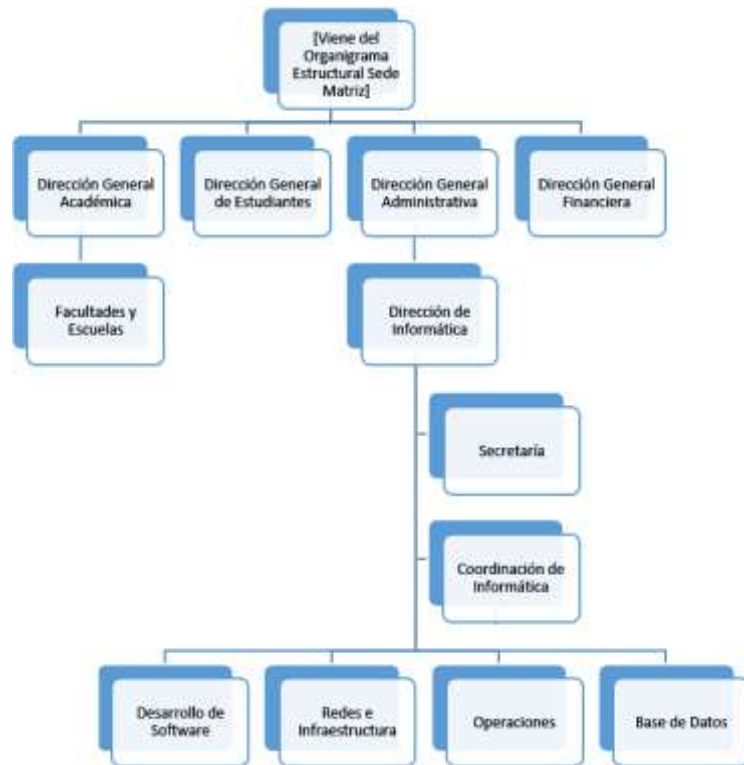 [Viene del
Organigrama
Estructural Sede
Matriz]
Dirección General
Académica
Dirección General
de Estudiantes
Dirección General
Administrativa
Dirección General
Financiera
Facultades y
Escuelas
Dirección de
Informática
Secretaría
Coordinación de
Informática
Desarrollo de
Software
Redes e
Infraestructura
Operaciones
Base de Datos